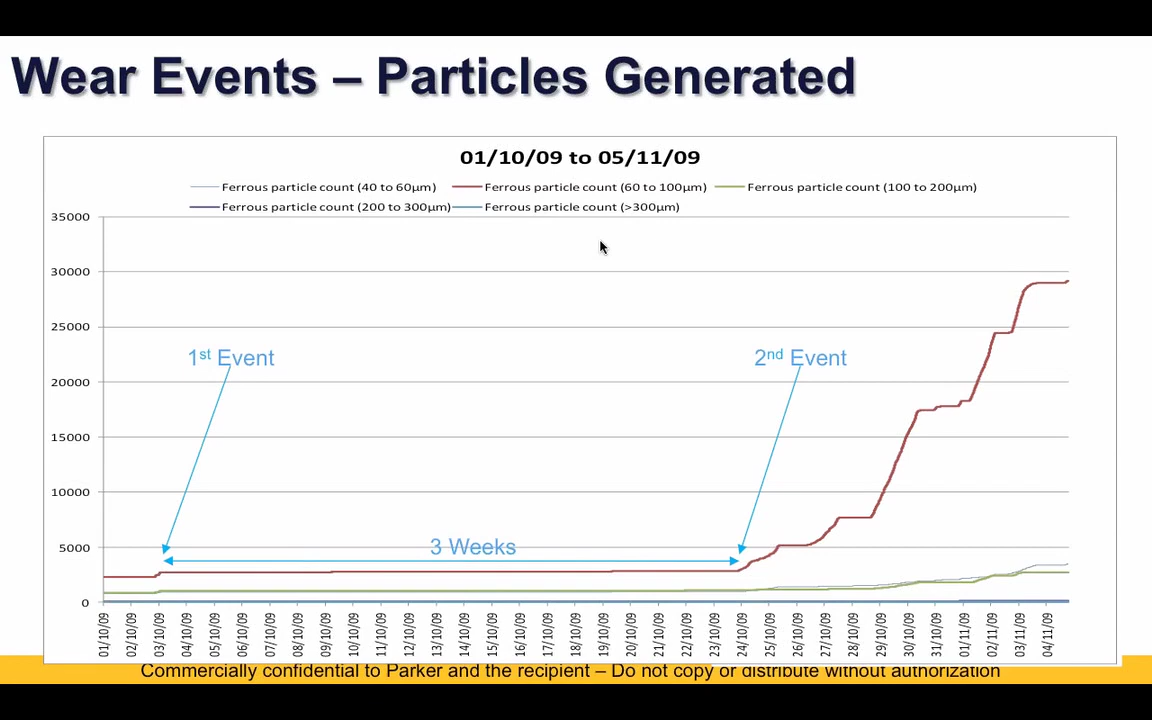 Wear Events – Particles Generated
01/10/09 to 05/11/09
Ferrous particle count (40 to 60µm) Ferrous particle count (60 to 100µm) Ferrous particle count (100 to 200µm)
Ferrous particle count (200 to 300µm) Ferrous particle count (>300µm)
35000
30000
25000
1st Event 2nd Event
20000
15000
10000
5000
3 Weeks
0
01/10/09 02/10/09 03/10/09 04/10/09 05/10/09 06/10/09 07/10/09 08/10/09 09/10/09 10/10/09 11/10/09 12/10/09 13/10/09 14/10/09 15/10/09 16/10/09 17/10/09 18/10/09 19/10/09 20/10/09 21/10/09 22/10/09 23/10/09 24/10/09 25/10/09 26/10/09 27/10/09 28/10/09 29/10/09 30/10/09 31/10/09 01/11/09 02/11/09 03/11/09 04/11/09
Commercially confidential to Parker and the recipient – Do not copy or distribute without authorization